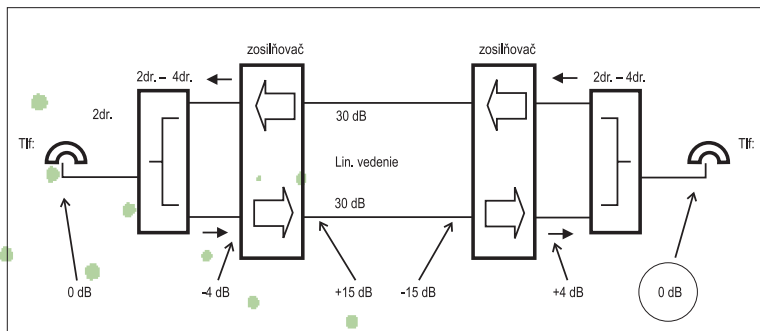 zosilňovač
zosilňovač
2dr. – 4dr.
2dr. – 4dr.
2dr.
30 dB
Tlf:
Tlf:
Lin. vedenie
30 dB
0 dB
-4 dB
+15 dB
-15 dB
+4 dB
0 dB